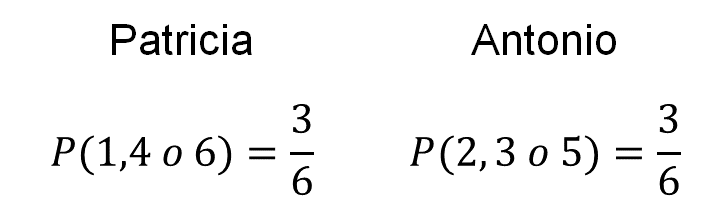 Patricia Antonio
P(1,4 o 6) = 3/6 P(2, 3 o 5) = 3/6